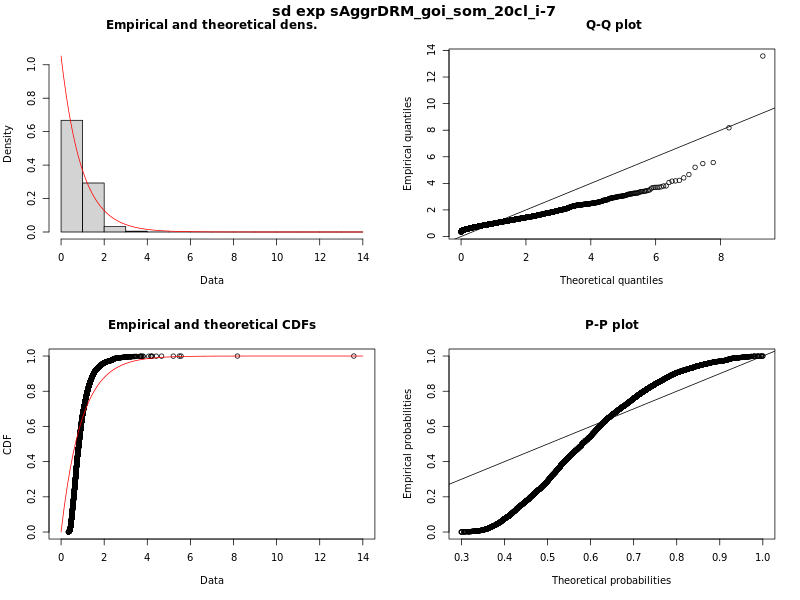 sd exp sAggrDRM_goi_som_20cl_i-7
Empirical and theoretical dens.
Density
0.0 0.2 0.4 0.6 0.8 1.0
0 2 4 6 8 10 12 14
Data
Q-Q plot
Empirical quantiles
0 2 4 6 8 10 12 14
0 2 4 6 8
Theoretical quantiles
Empirical and theoretical CDFs
CDF
0.0 0.2 0.4 0.6 0.8 1.0
0 2 4 6 8 10 12 14
Data
P-P plot
Empirical probabilities
0.0 0.2 0.4 0.6 0.8 1.0
0.3 0.4 0.5 0.6 0.7 0.8 0.9 1.0
Theoretical probabilities